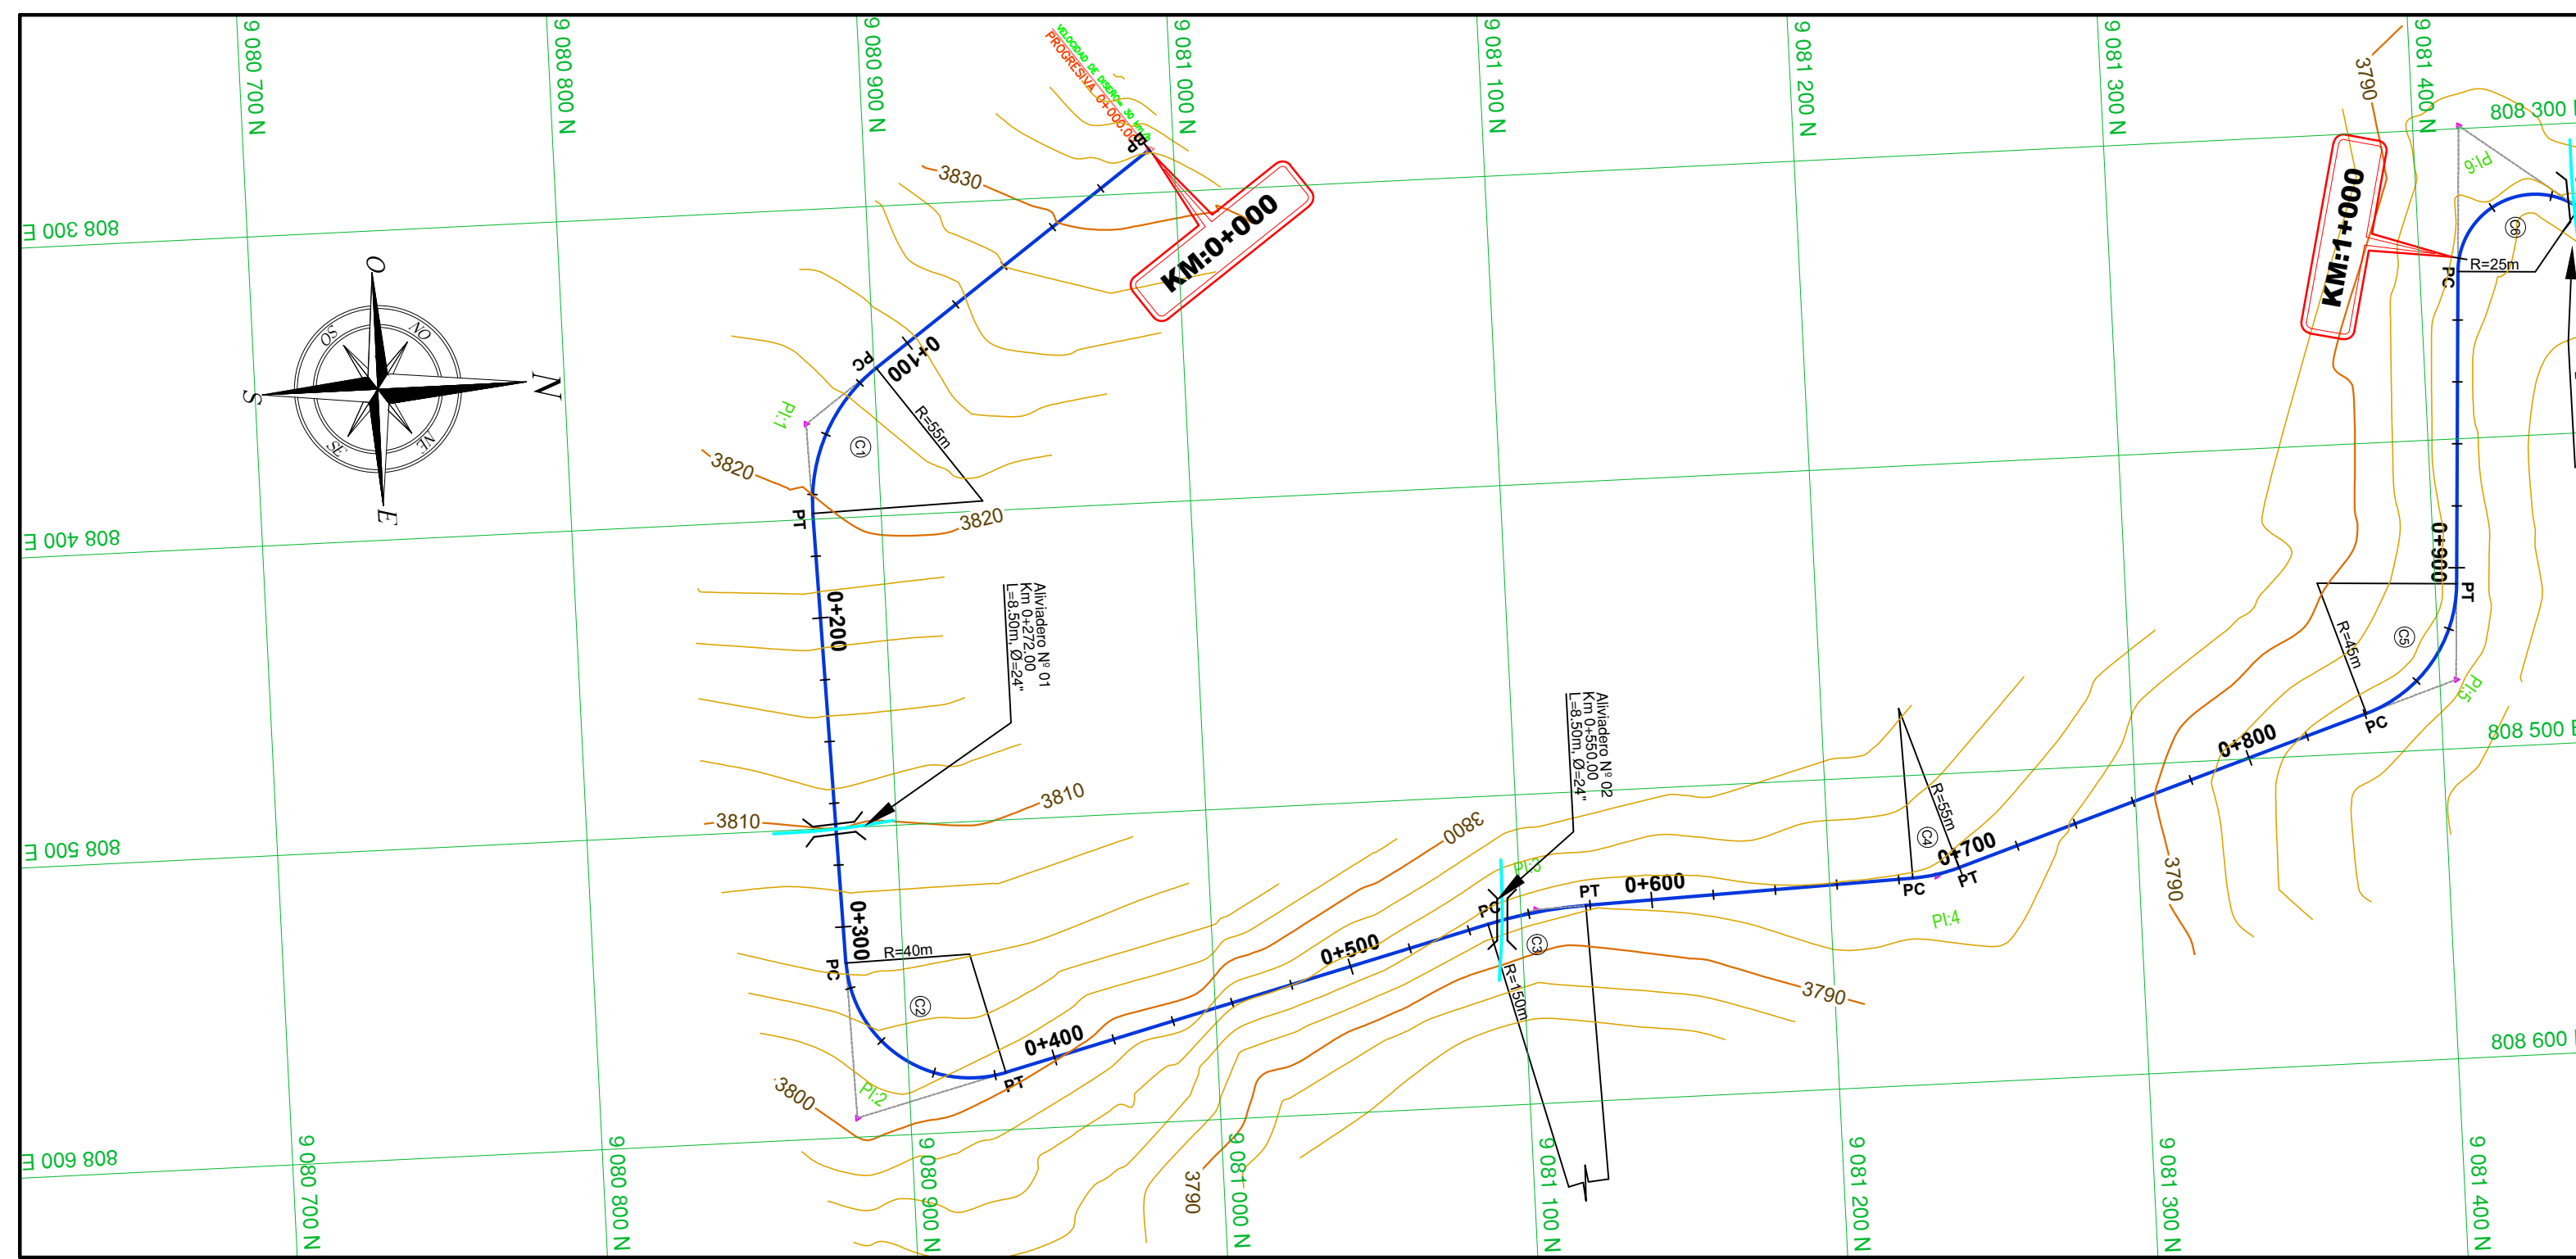 9 080 700 N
9 080 800 N
9 080 900 N
9 081 000 N
9 081 100 N
9 081 200 N
9 081 300 N
9 081 400 N
808 300 E
808 400 E
808 500 E
808 600 E
808 300
808 500 E
808 600
VELOCIDAD DE DISEÑO= 30 km/h
PROGRESIVA 0+000.00
KM:0+000
KM:1+000
O
NO
N
NE
E
SE
S
SO
3830
3820
3820
3810
3810
3800
3800
3790
3790
3790
3790
PC
0+100
PI:1
C1
R=55m
PT
0+200
Aliviadero Nº 01
Km 0+272.00
L=8.50m, Ø=24"
0+300
PC
R=40m
C2
PI:2
PT
0+400
0+500
Aliviadero Nº 02
Km 0+550.00
L=8.50m, Ø=24"
PI:3
PC
PT
C3
R=150m
0+600
PC
C4
R=55m
PI:4
PT
0+700
0+800
PC
R=45m
C5
PI:5
PT
0+900
PC
R=25m
C6
PI:6